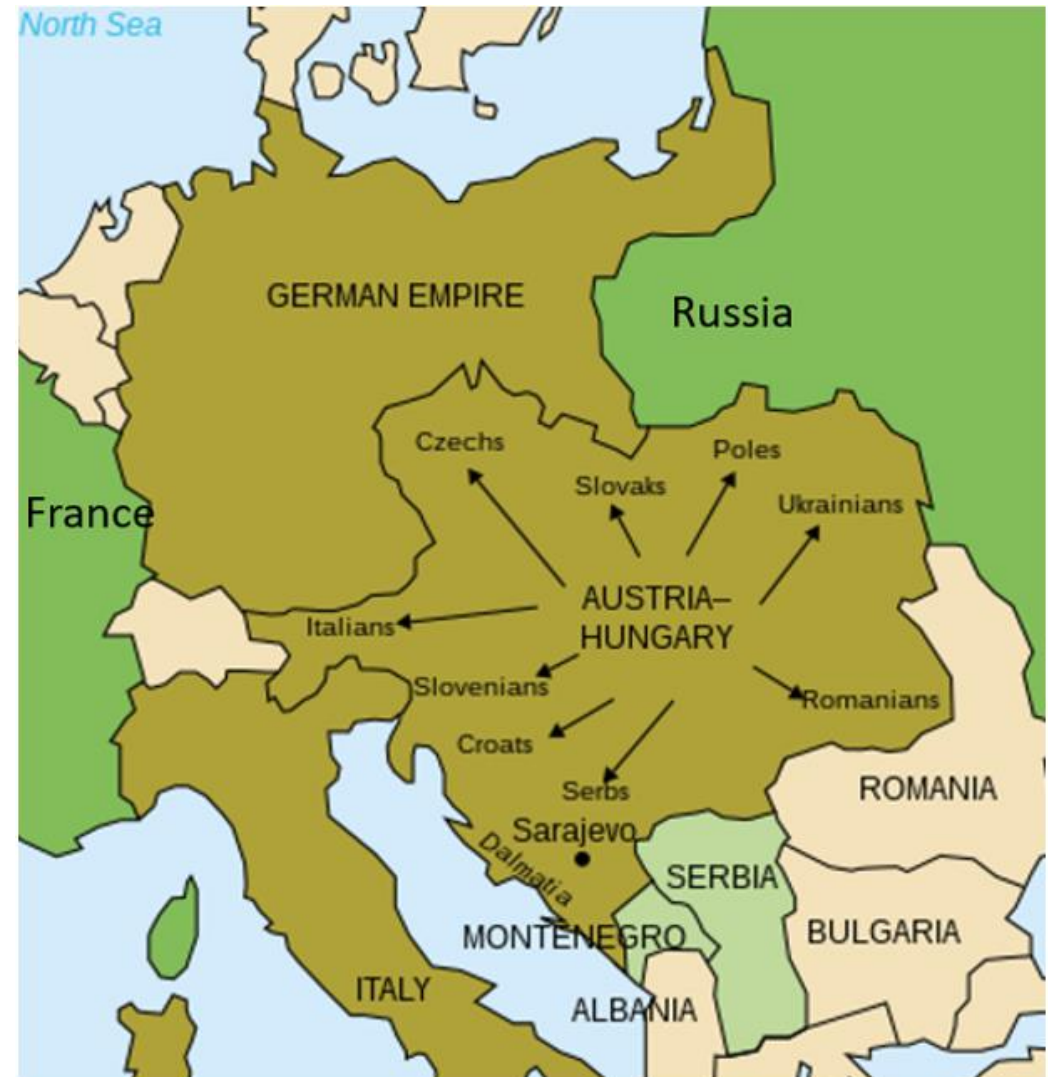 North Sea
GERMAN EMPIRE
Russia
Czechs
Poles
Slovaks
Ukrainians
France
AUSTRIA–
HUNGARY
Italians
Slovenians
Romanians
Croats
Serbs
ROMANIA
Sarajevo
Dalmatia
SERBIA
MONTENEGRO
BULGARIA
ITALY
ALBANIA